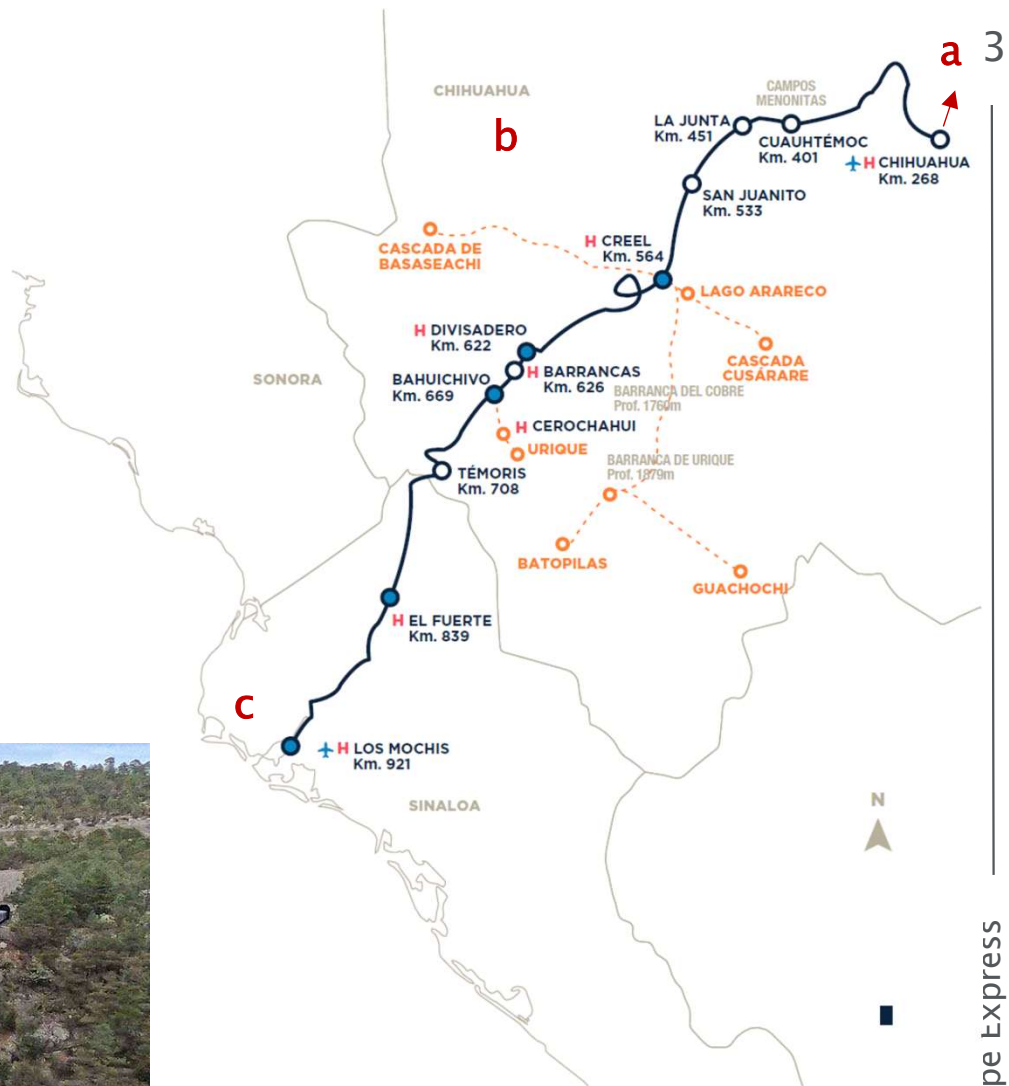 a 3
CHIHUAHUA
b
CAMPOS
MENONITAS
LA JUNTA
Km. 451
CUAUHTÉMOC
Km. 401
H CHIHUAHUA
Km. 268
SAN JUANITO
Km. 533
CASCADA DE
BASASEACHI
H CREEL
Km. 564
LAGO ARARECO
H DIVISADERO
Km. 622
CASCADA
CUSÁRARE
SONORA
BAHUICHIVO
Km. 669
H BARRANCAS
Km. 626
BARRANCA DEL COBRE
Prof. 1760m
H CEROCHAHUI
URIQUE
BARRANCA DE URIQUE
Prof. 1879m
TÉMORIS
Km. 708
BATOPILAS
GUACHOCHI
H EL FUERTE
Km. 839
c
H LOS MOCHIS
Km. 921
SINALOA
N
pe Express